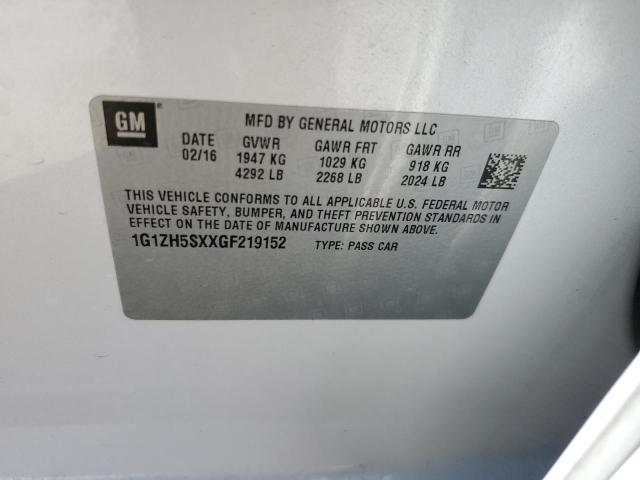 GM
MFD BY GENERAL MOTORS LLC
DATE GVWR GAWR FRT GAWR RR
02/16 1947 KG 1029 KG 918 KG
4292 LB 2268 LB 2024 LB
THIS VEHICLE CONFORMS TO ALL APPLICABLE U.S. FEDERAL MOTOR
VEHICLE SAFETY, BUMPER, AND THEFT PREVENTION STANDARDS IN
EFFECT ON THE DATE OF MANUFACTURE SHOWN ABOVE.
1G1ZH5SXXGF219152 TYPE: PASS CAR